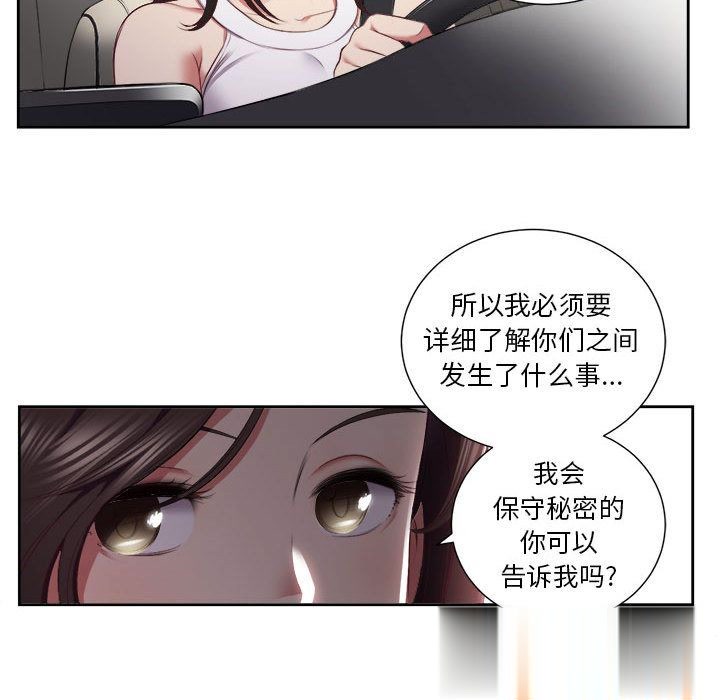 所以我必须要
详细了解你们之间
发生了什么事...
我会
保守秘密的
你可以
告诉我吗?